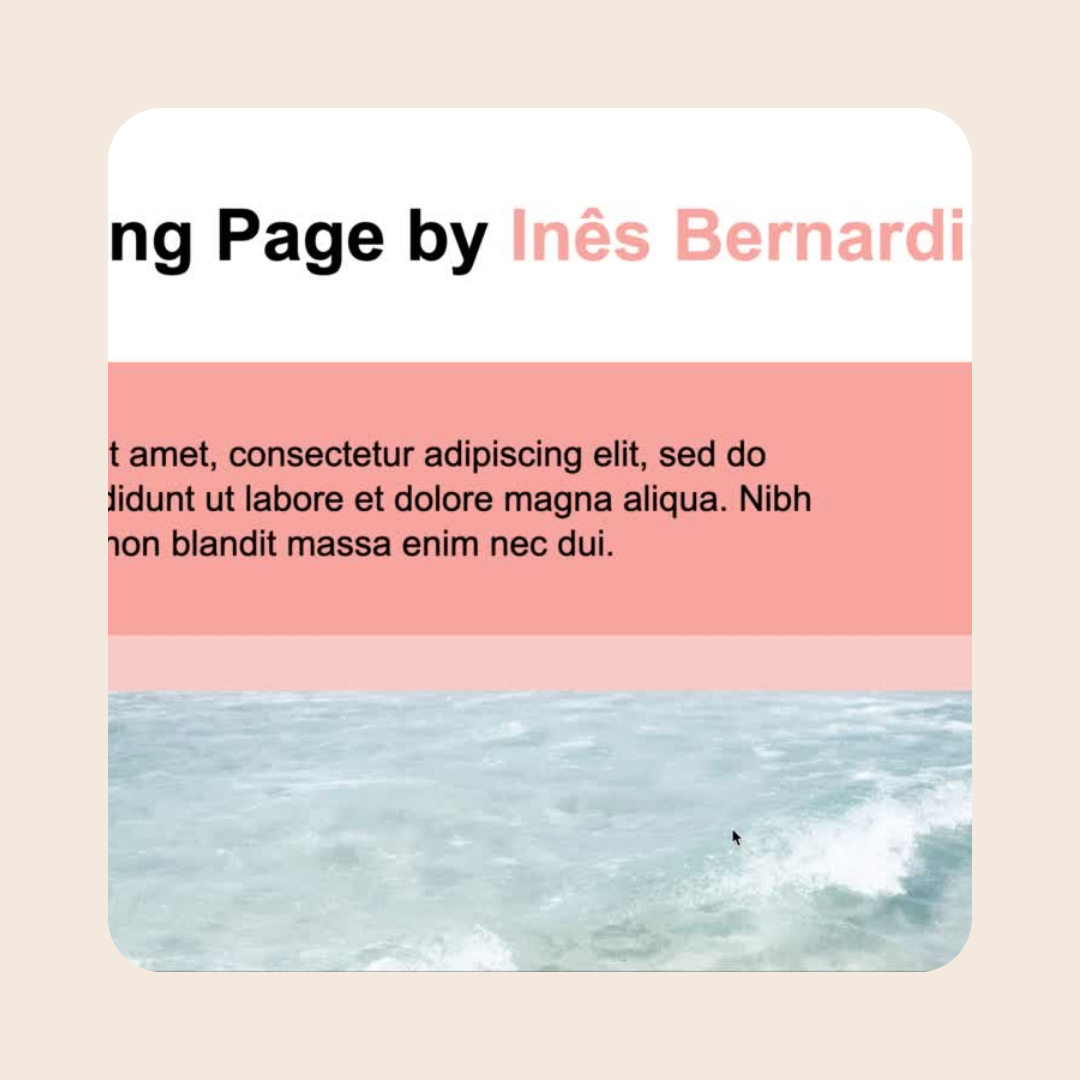 ng Page by Inês Bernardi
t amet, consectetur adipiscing elit, sed do
didunt ut labore et dolore magna aliqua. Nibh
non blandit massa enim nec dui.